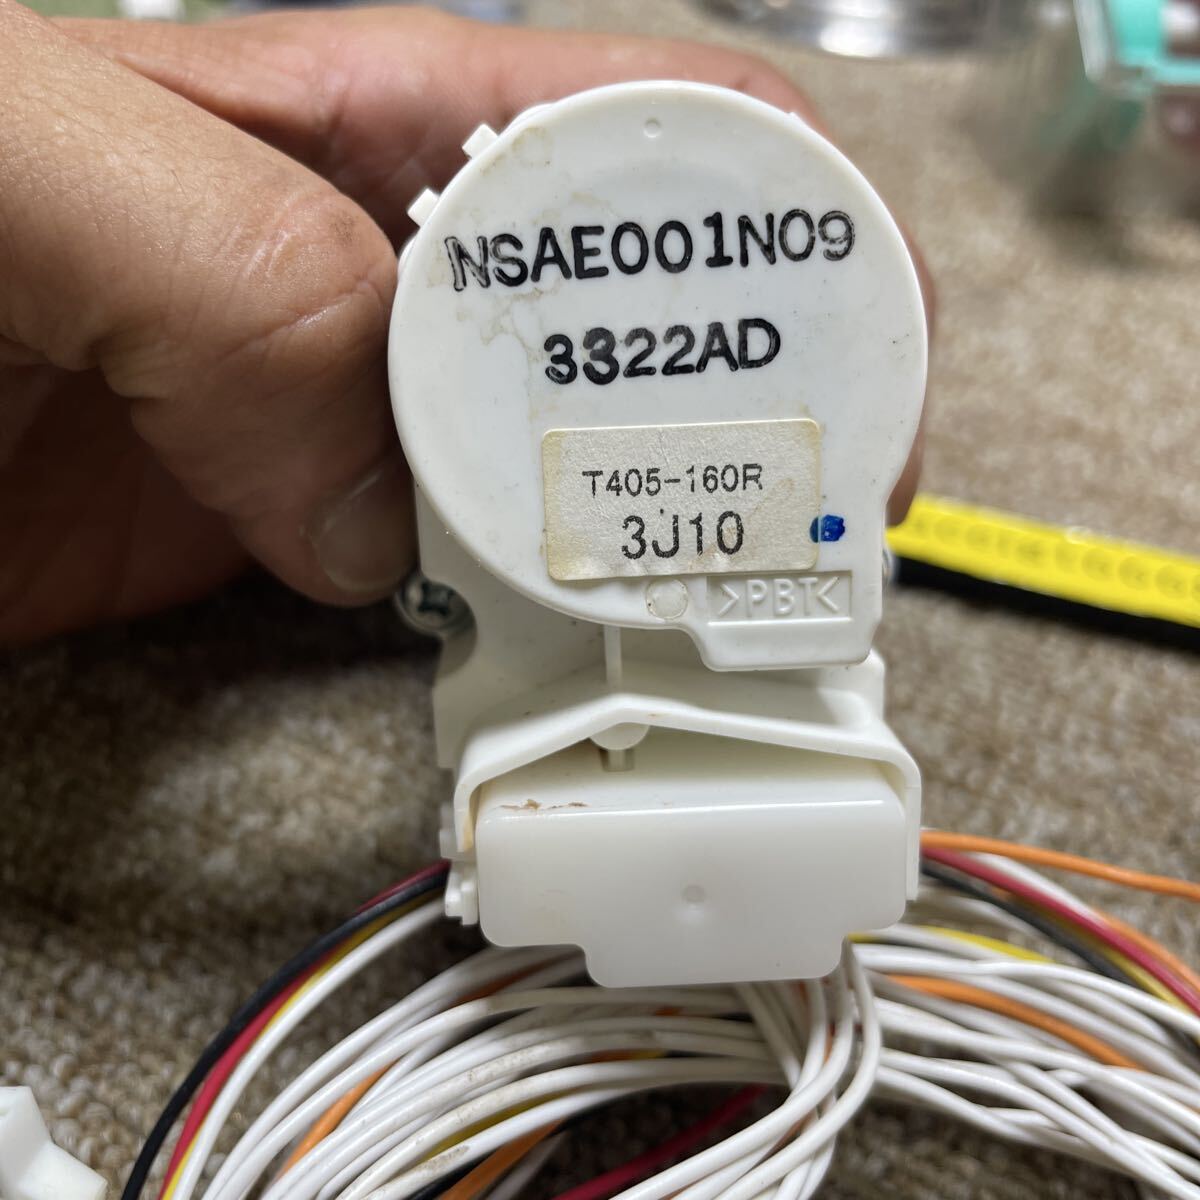 NSAE001N09
3322AD
T405-160R
3J10
>PBT<